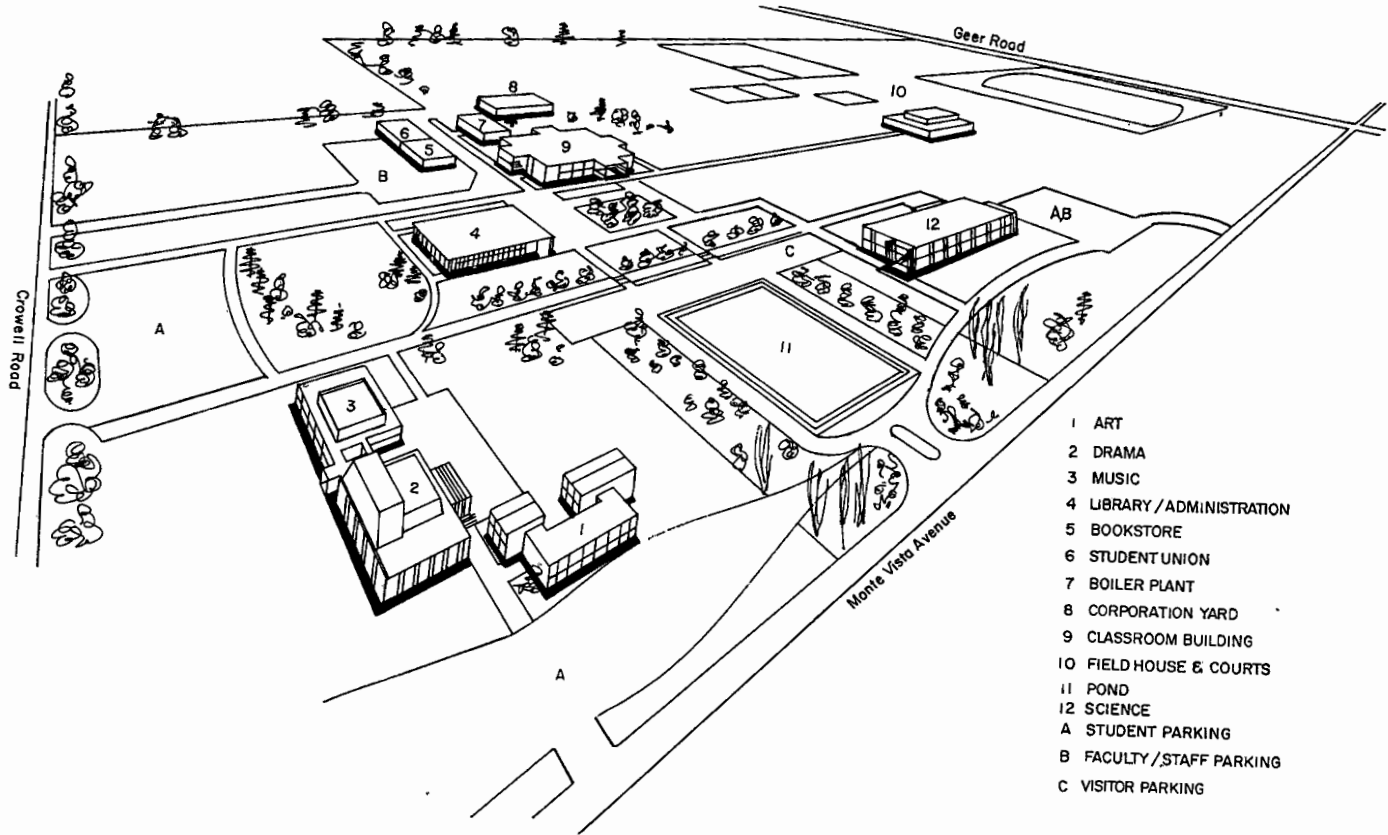 Geer Road
8
10
6
7
5
9
B
12
A,B
4
C
Crowell Road
A
11
3
2
1
A
Monte Vista Avenue
1 ART
2 DRAMA
3 MUSIC
4 LIBRARY/ADMINISTRATION
5 BOOKSTORE
6 STUDENT UNION
7 BOILER PLANT
8 CORPORATION YARD
9 CLASSROOM BUILDING
10 FIELD HOUSE & COURTS
11 POND
12 SCIENCE
A STUDENT PARKING
B FACULTY/STAFF PARKING
C VISITOR PARKING